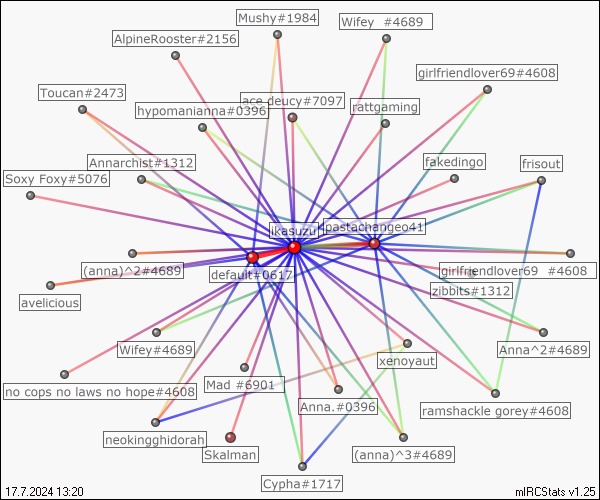 Mushy#1984
Wifey  #4689
AlpineRooster#2156
girlfriendlover69#4608
Toucan#2473
ace deucy#7097
hypomanianna#0396
rattgaming
Annarchist#1312
fakedingo
frisout
Soxy Foxy#5076
ikasuzu
pastachangeo41
(anna)^2#4689
default#0617
girlfriendlover69  #4608
zibbits#1312
avelicious
Wifey#4689
Anna^2#4689
xenoyaut
no cops no laws no hope#4608
Mad #6901
Anna.#0396
ramshackle gorey#4608
neokingghidorah
Skalman
(anna)^3#4689
Cypha#1717
17.7.2024 13:20
mIRCStats v1.25